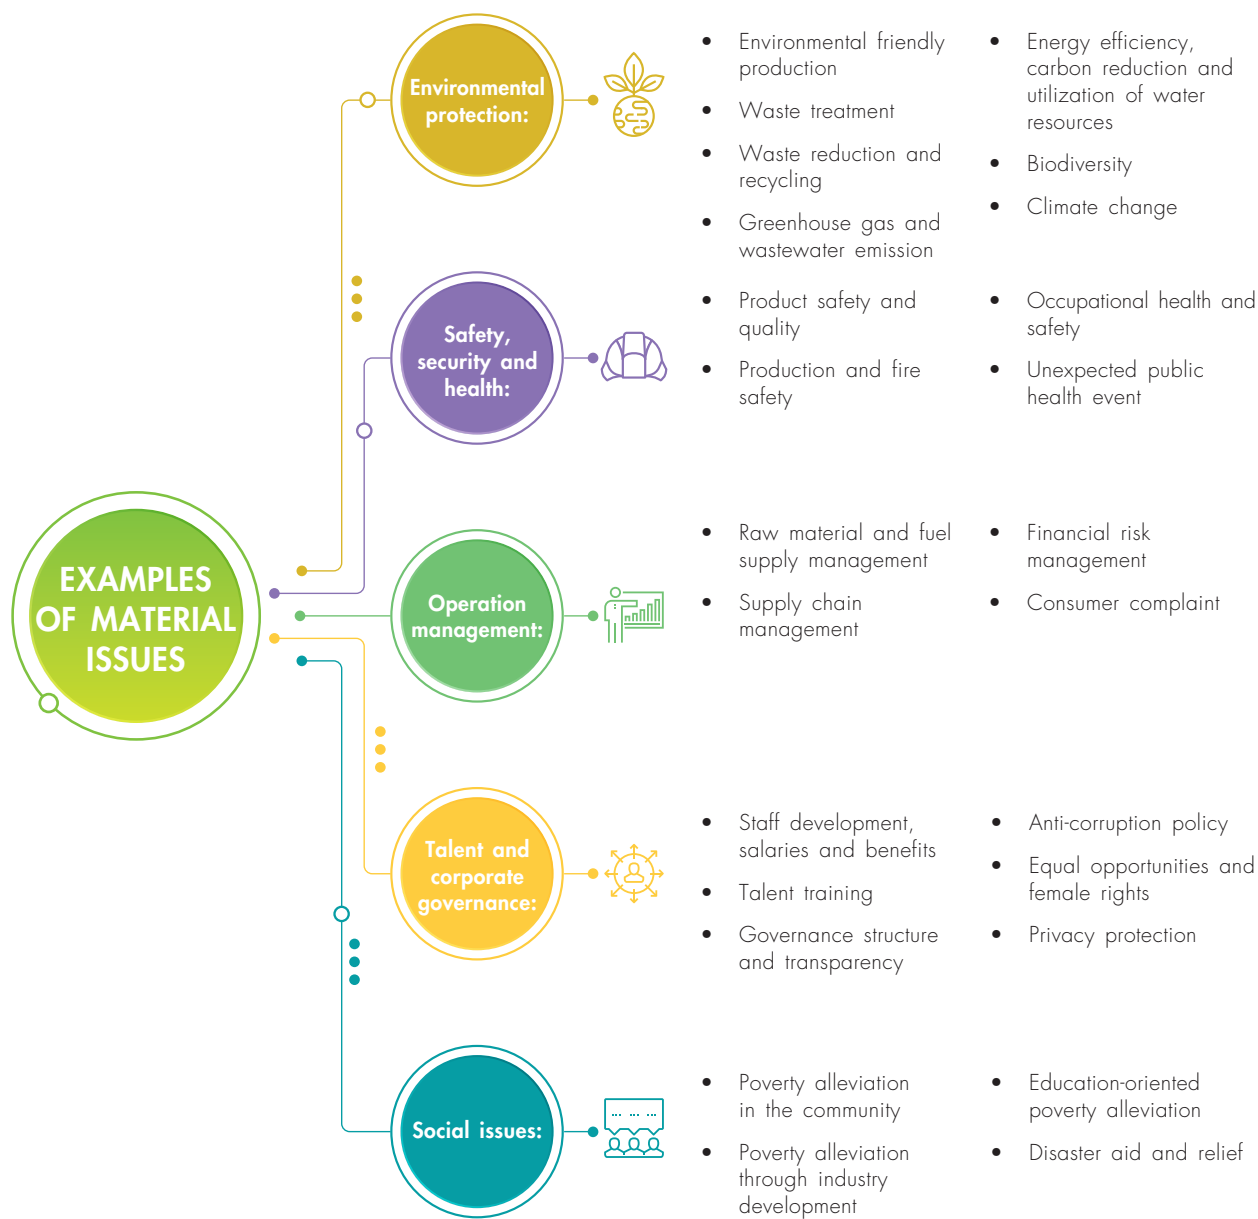 EXAMPLES
OF MATERIAL
ISSUES
Environmental
protection:
• Environmental friendly
production
• Waste treatment
• Waste reduction and
recycling
• Greenhouse gas and
wastewater emission
• Energy efficiency,
carbon reduction and
utilization of water
resources
• Biodiversity
• Climate change
Safety,
security and
health:
• Product safety and
quality
• Production and fire
safety
• Occupational health and
safety
• Unexpected public
health event
Operation
management:
• Raw material and fuel
supply management
• Supply chain
management
• Financial risk
management
• Consumer complaint
Talent and
corporate
governance:
• Staff development,
salaries and benefits
• Talent training
• Governance structure
and transparency
• Anti-corruption policy
• Equal opportunities and
female rights
• Privacy protection
Social issues:
• Poverty alleviation
in the community
• Poverty alleviation
through industry
development
• Education-oriented
poverty alleviation
• Disaster aid and relief